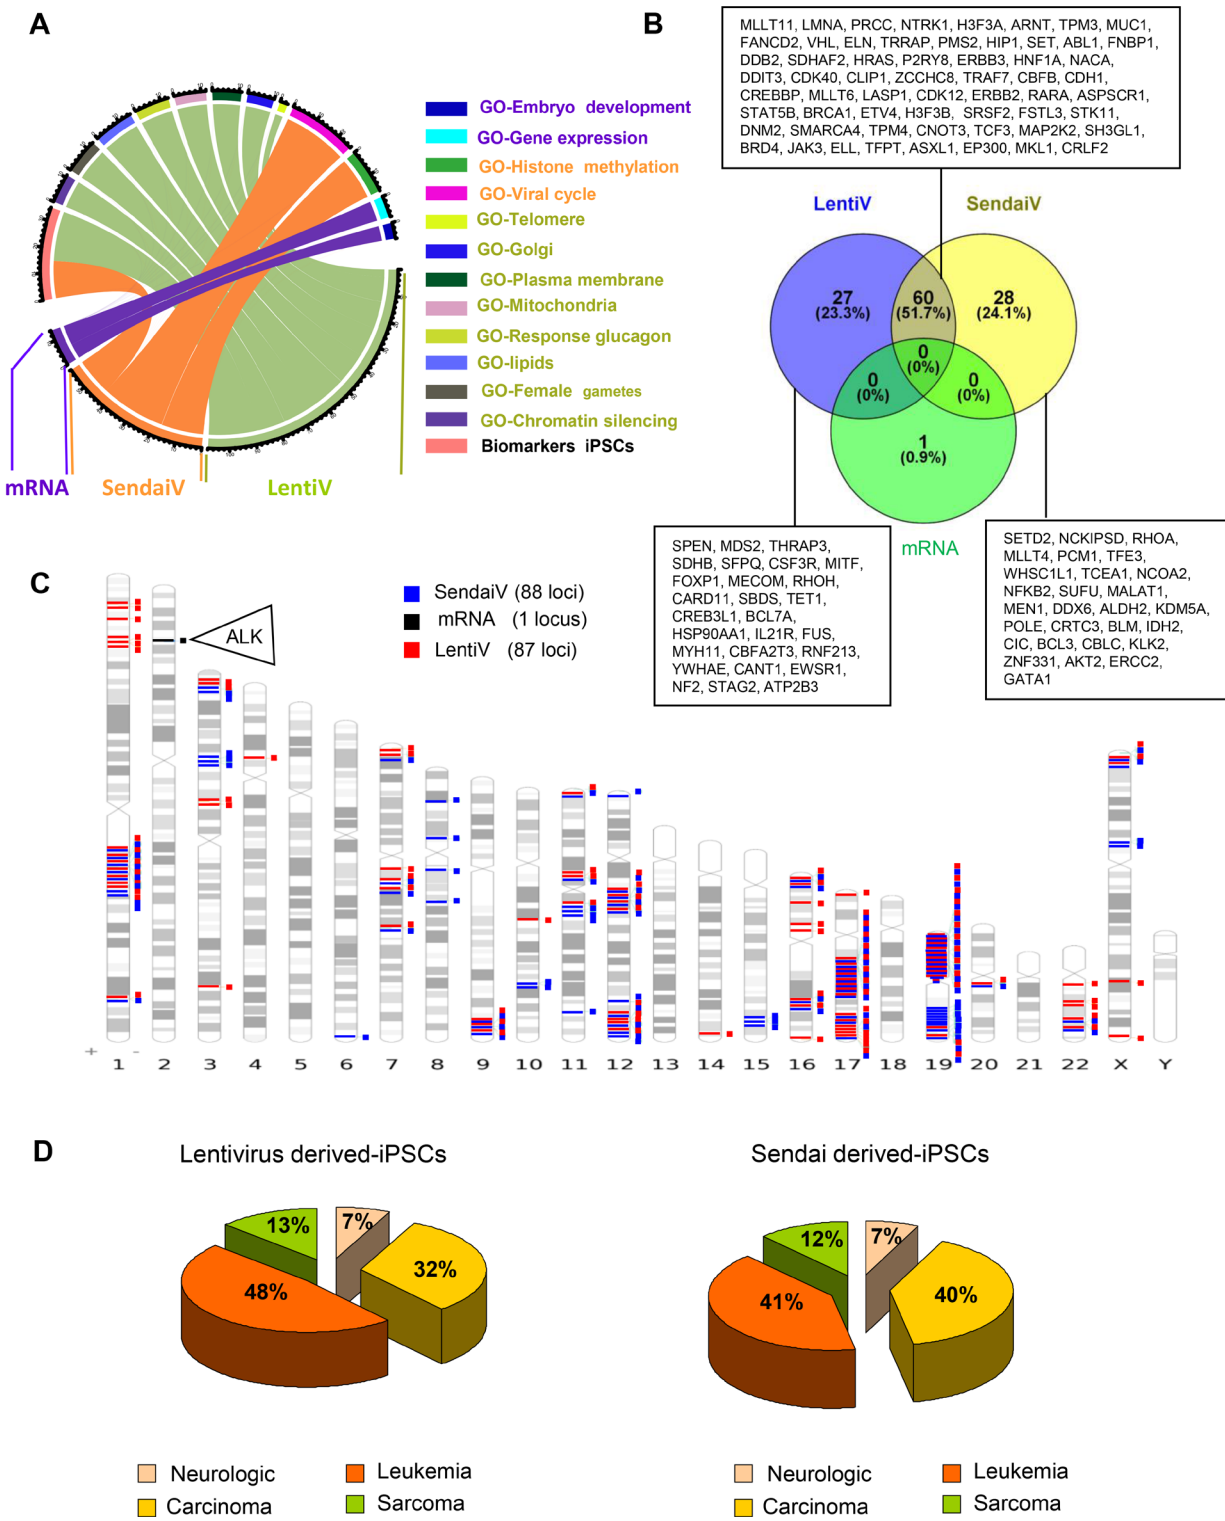 A
GO-Embryo development
GO-Gene expression
GO-Histone methylation
GO-Viral cycle
GO-Telomere
GO-Golgi
GO-Plasma membrane
GO-Mitochondria
GO-Response glucagon
GO-lipids
GO-Female gametes
GO-Chromatin silencing
Biomarkers iPSCs
mRNA
SendaiV
LentiV
B
MLLT11, LMNA, PRCC, NTRK1, H3F3A, ARNT, TPM3, MUC1,
FANCD2, VHL, ELN, TRRAP, PMS2, HIP1, SET, ABL1, FNBP1,
DDB2, SDHAF2, HRAS, P2RY8, ERBB3, HNF1A, NACA,
DDIT3, CDK40, CLIP1, ZCCHC8, TRAF7, CBFB, CDH1,
CREBBP, MLLT6, LASP1, CDK12, ERBB2, RARA, ASPSCR1,
STAT5B, BRCA1, ETV4, H3F3B, SRSF2, FSTL3, STK11,
DNM2, SMARCA4, TPM4, CNOT3, TCF3, MAP2K2, SH3GL1,
BRD4, JAK3, ELL, TFPT, ASXL1, EP300, MKL1, CRLF2
LentiV
SendaiV
27
(23.3%)
60
(51.7%)
28
(24.1%)
0
(0%)
0
(0%)
0
(0%)
1
(0.9%)
mRNA
SPEN, MDS2, THRAP3,
SDHB, SFPQ, CSF3R, MITF,
FOXP1, MECOM, RHOH,
CARD11, SBDS, TET1,
CREB3L1, BCL7A,
HSP90AA1, IL21R, FUS,
MYH11, CBFA2T3, RNF213,
YWHAE, CANT1, EWSR1,
NF2, STAG2, ATP2B3
SETD2, NCKIPSD, RHOA,
MLLT4, PCM1, TFE3,
WHSC1L1, TCEA1, NCOA2,
NFKB2, SUFU, MALAT1,
MEN1, DDX6, ALDH2, KDM5A,
POLE, CRTC3, BLM, IDH2,
CIC, BCL3, CBLC, KLK2,
ZNF331, AKT2, ERCC2,
GATA1
C
SendaiV (88 loci)
mRNA (1 locus)
LentiV (87 loci)
ALK
+ -
1 2 3 4 5 6 7 8 9 10 11 12 13 14 15 16 17 18 19 20 21 22 X Y
D
Lentivirus derived-iPSCs
13%
7%
32%
48%
Neurologic
Leukemia
Carcinoma
Sarcoma
Sendai derived-iPSCs
12%
7%
40%
41%
Neurologic
Leukemia
Carcinoma
Sarcoma